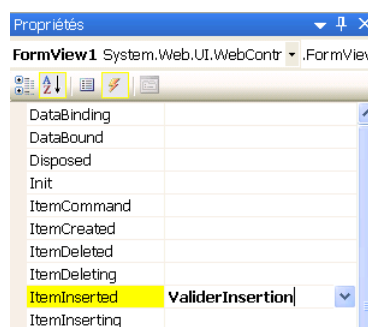 Propriétés
FormView1 System.Web.UI.WebContr .FormViev
DataBinding
DataBound
Disposed
Init
ItemCommand
ItemCreated
ItemDeleted
ItemDeleting
ItemInserted ValiderInsertion
ItemInserting